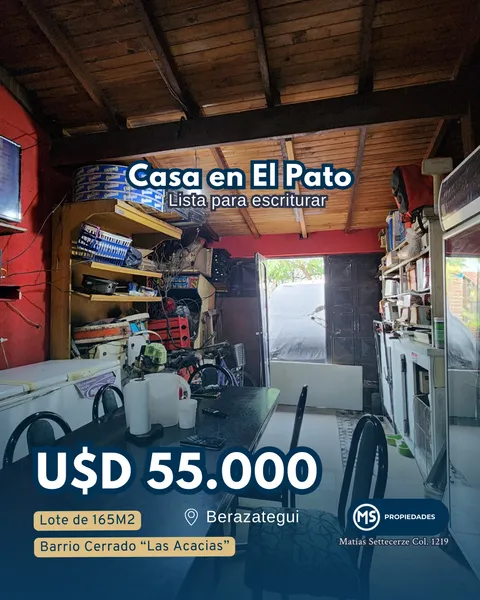 Casa en El Pato
Lista para escriturar
U$D 55.000
Lote de 165M2
Berazategui
Barrio Cerrado “Las Acacias”
MS PROPIEDADES
Matías Settecerze Col. 1219